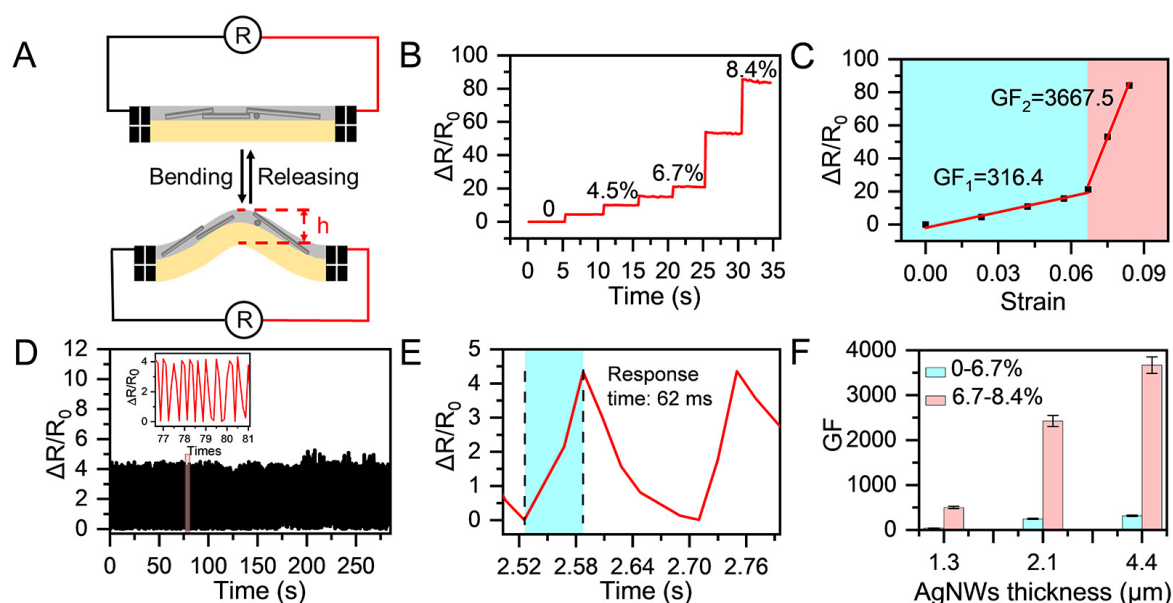 A
R
Bending
Releasing
h
R
B
ΔR/R0
100
80
60
40
20
0
0
4.5%
6.7%
8.4%
0 5 10 15 20 25 30 35
Time (s)
C
ΔR/R0
100
80
60
40
20
0
GF1=316.4
GF2=3667.5
0.00 0.03 0.06 0.09
Strain
D
ΔR/R0
12
10
8
6
4
2
0
ΔR/R0
4
2
0
77 78 79 80 81
Times
0 50 100 150 200 250
Time (s)
E
ΔR/R0
5
4
3
2
1
0
Response
time: 62 ms
2.52 2.58 2.64 2.70 2.76
Time (s)
F
GF
4000
3000
2000
1000
0
0-6.7%
6.7-8.4%
1.3 2.1 4.4
AgNWs thickness (μm)